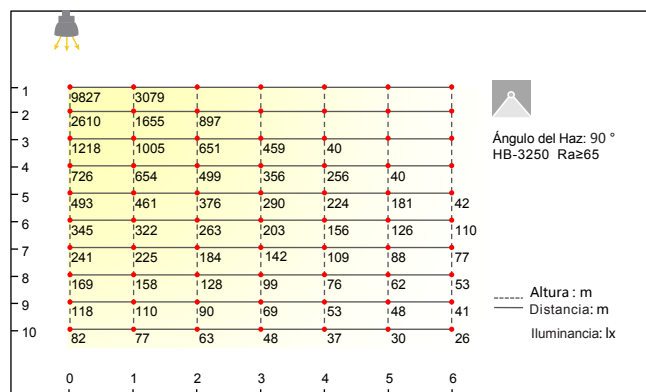 1
9827 3079
2
2610 1655 897
3
1218 1005 651 459 40
4
726 654 499 356 256 40
5
493 461 376 290 224 181 42
6
345 322 263 203 156 126 110
7
241 225 184 142 109 88 77
8
169 158 128 99 76 62 53
9
118 110 90 69 53 48 41
10
82 77 63 48 37 30 26
0 1 2 3 4 5 6
Ángulo del Haz: 90 °
HB-3250 Ra≥65
Altura : m
Distancia: m
Iluminancia: lx